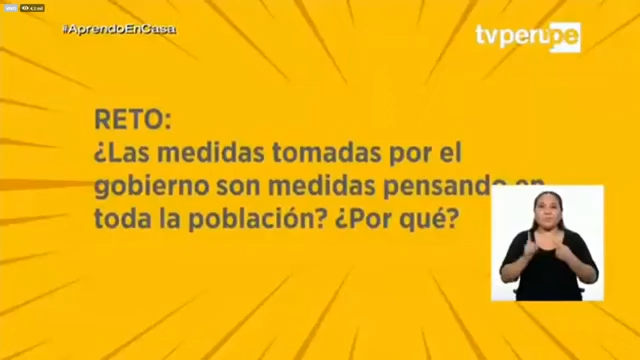 #AprendoEnCasa
tvperupe
RETO:
¿Las medidas tomadas por el
gobierno son medidas pensando en
toda la población? ¿Por qué?